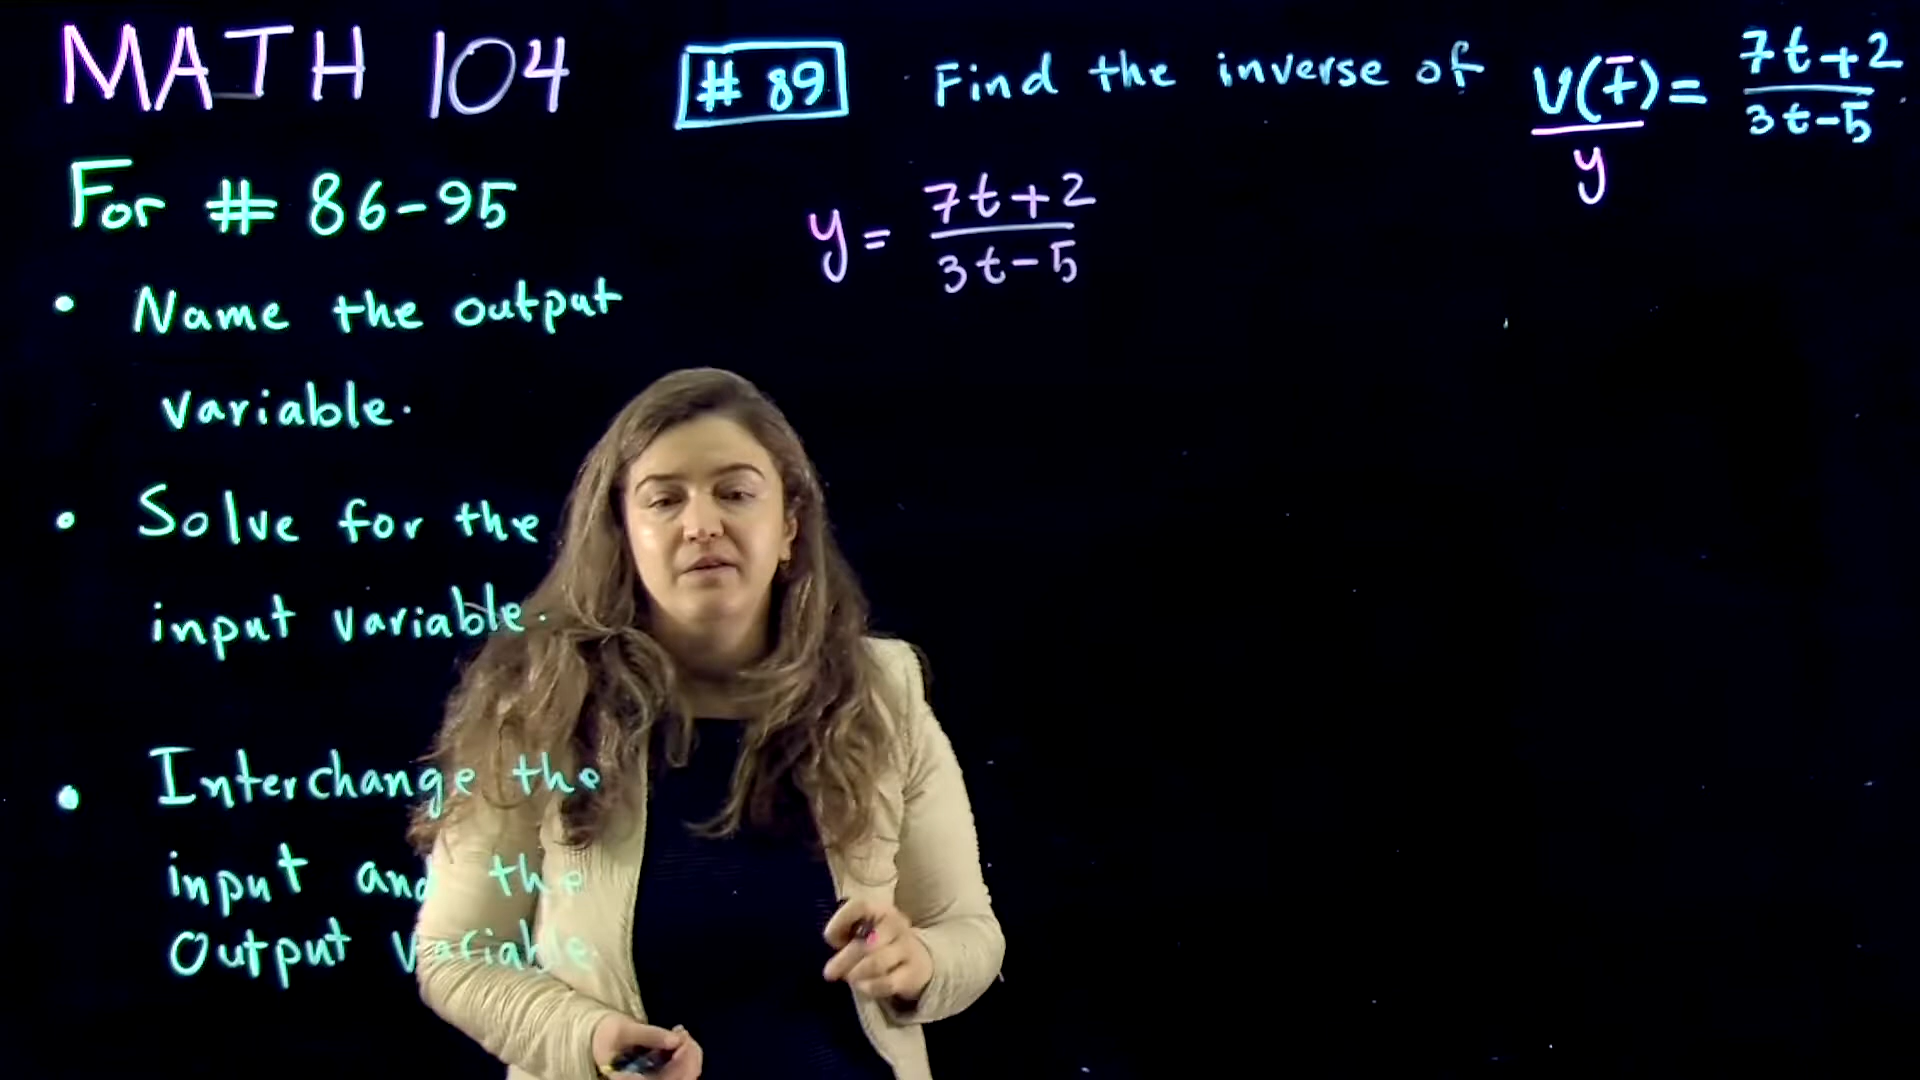 MATH 104
# 89 Find the inverse of V(t) = 7t+2 / 3t-5
y
For # 86-95
y = 7t+2 / 3t-5
• Name the output
variable.
• Solve for the
input variable.
• Interchange the
input and the
Output variable.